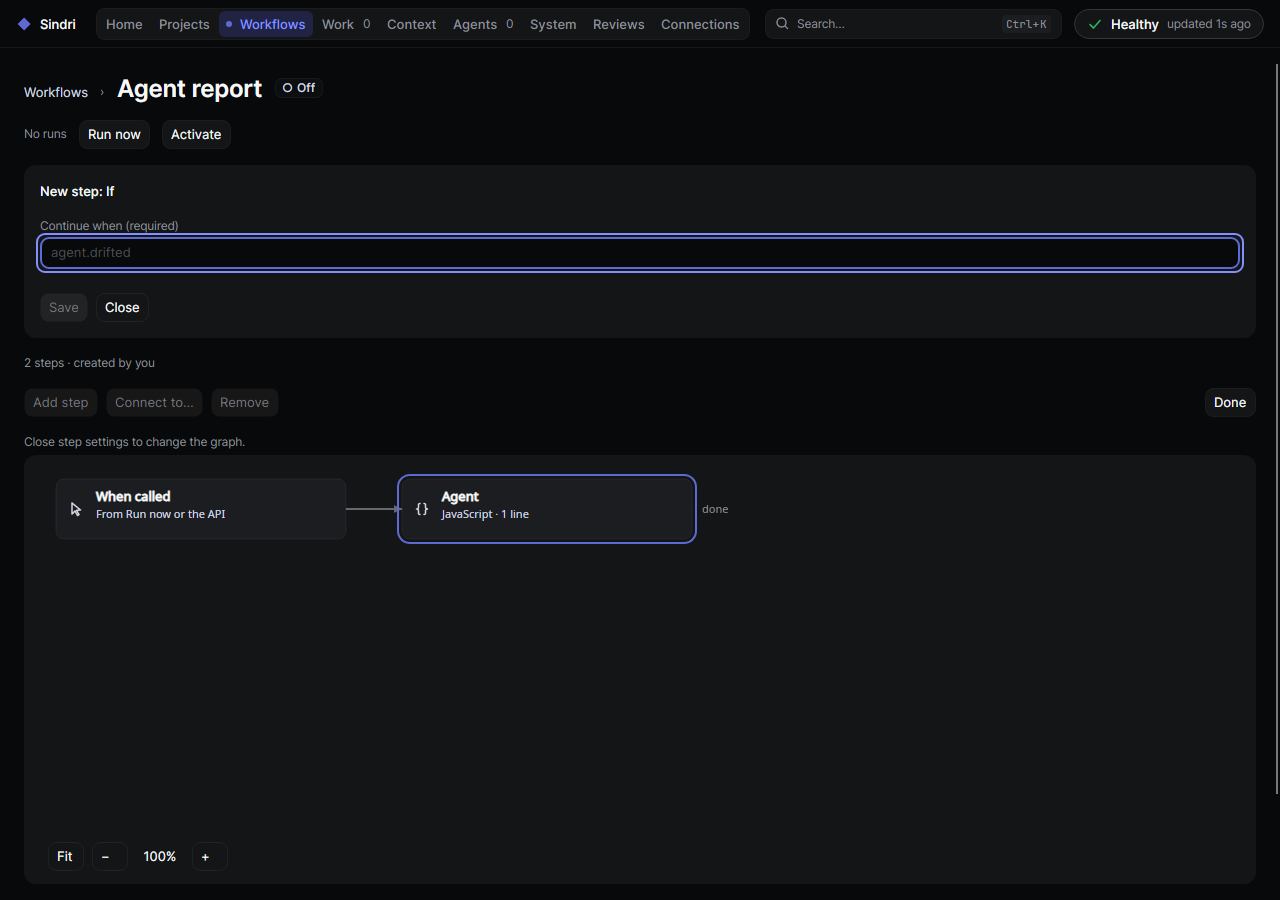 Sindri
Home Projects Workflows Work 0 Context Agents 0 System Reviews Connections
Search... Ctrl+K
Healthy updated 1s ago
Workflows › Agent report Off
No runs Run now Activate
New step: If
Continue when (required)
agent.drifted
Save Close
2 steps · created by you
Add step Connect to... Remove Done
Close step settings to change the graph.
When called
From Run now or the API
{} Agent
JavaScript · 1 line
done
Fit − 100% +